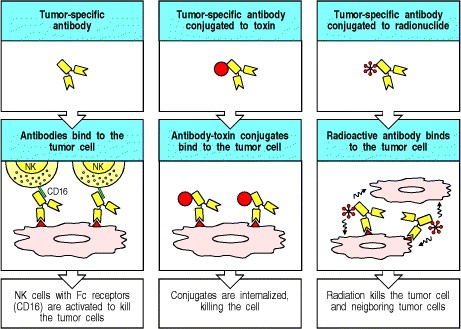 Tumor-specific
antibody
Tumor-specific antibody
conjugated to toxin
Tumor-specific antibody
conjugated to radionuclide
Antibodies bind to the
tumor cell
Antibody-toxin conjugates
bind to the tumor cell
Radioactive antibody binds
to the tumor cell
NK
NK
CD16
NK cells with Fc receptors
(CD16) are activated to kill
the tumor cells
Conjugates are internalized,
killing the cell
Radiation kills the tumor cell
and neigboring tumor cells